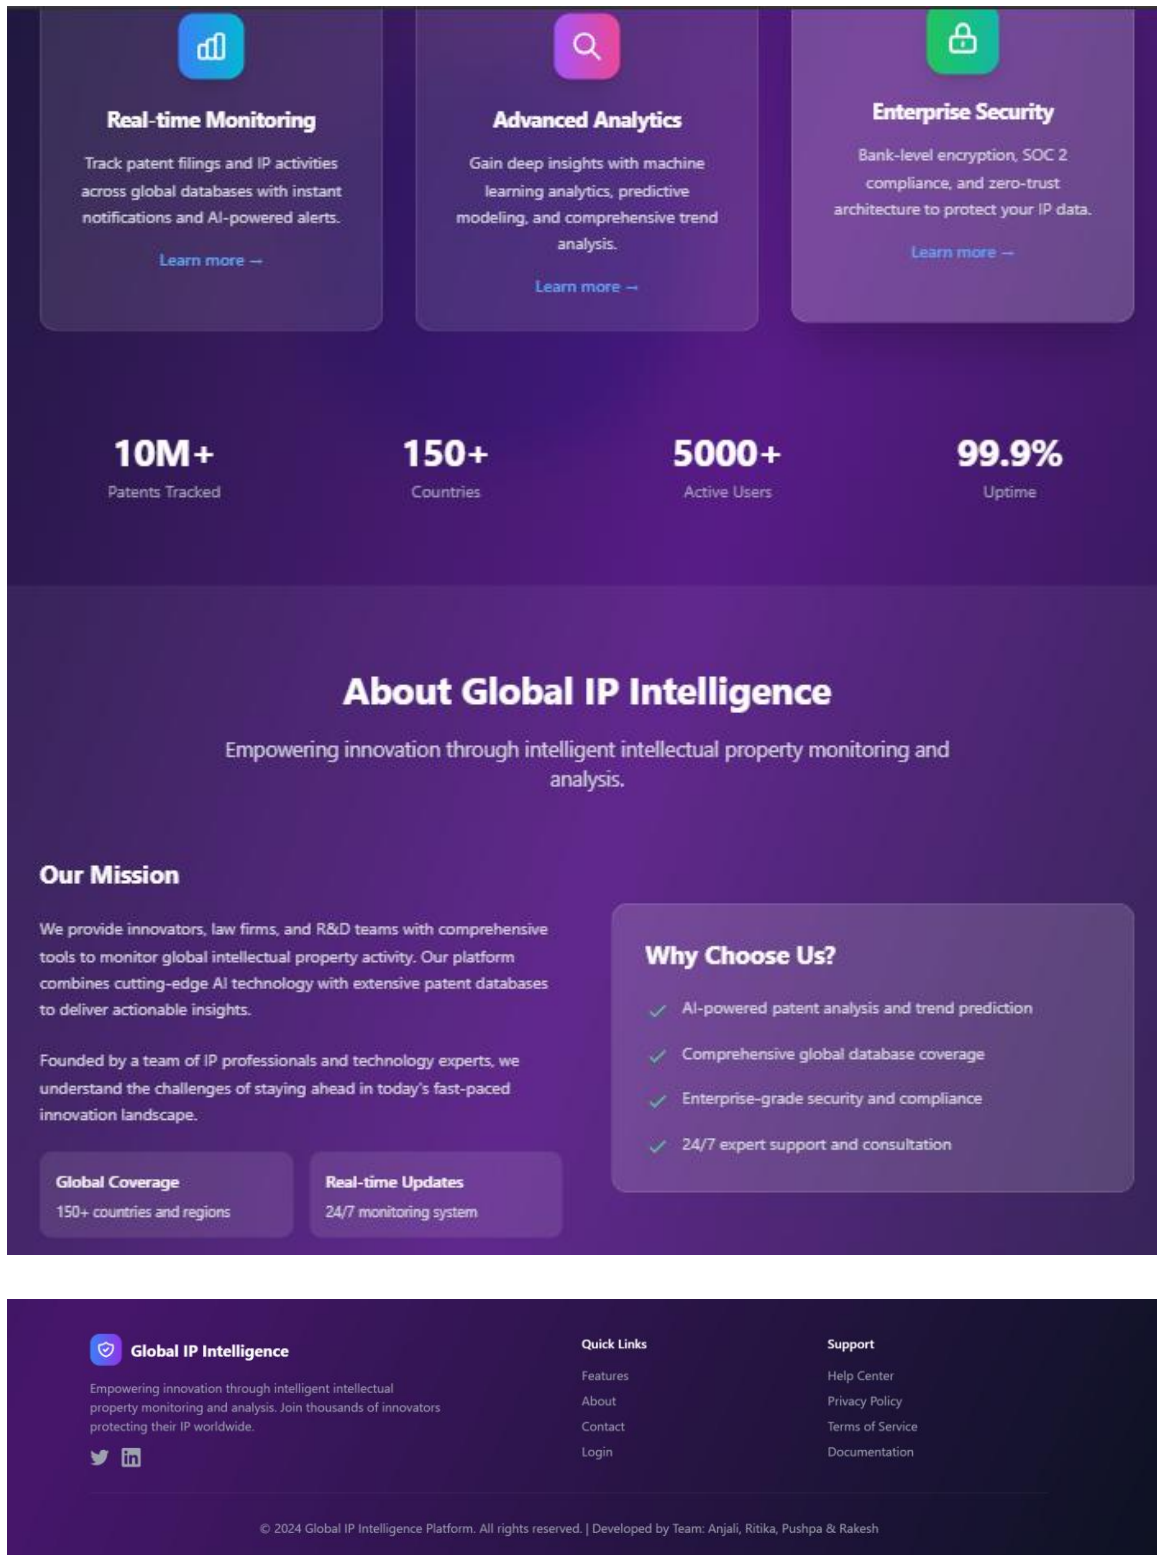 Real-time Monitoring
Track patent filings and IP activities
across global databases with instant
notifications and AI-powered alerts.
Learn more →
Advanced Analytics
Gain deep insights with machine
learning analytics, predictive
modeling, and comprehensive trend
analysis.
Learn more →
Enterprise Security
Bank-level encryption, SOC 2
compliance, and zero-trust
architecture to protect your IP data.
Learn more →
10M+
Patents Tracked
150+
Countries
5000+
Active Users
99.9%
Uptime
About Global IP Intelligence
Empowering innovation through intelligent intellectual property monitoring and
analysis.
Our Mission
We provide innovators, law firms, and R&D teams with comprehensive
tools to monitor global intellectual property activity. Our platform
combines cutting-edge AI technology with extensive patent databases
to deliver actionable insights.
Founded by a team of IP professionals and technology experts, we
understand the challenges of staying ahead in today's fast-paced
innovation landscape.
Global Coverage
150+ countries and regions
Real-time Updates
24/7 monitoring system
Why Choose Us?
AI-powered patent analysis and trend prediction
Comprehensive global database coverage
Enterprise-grade security and compliance
24/7 expert support and consultation
Global IP Intelligence
Empowering innovation through intelligent intellectual
property monitoring and analysis. Join thousands of innovators
protecting their IP worldwide.
Quick Links
Features
About
Contact
Login
Support
Help Center
Privacy Policy
Terms of Service
Documentation
© 2024 Global IP Intelligence Platform. All rights reserved. | Developed by Team: Anjali, Ritika, Pushpa & Rakesh